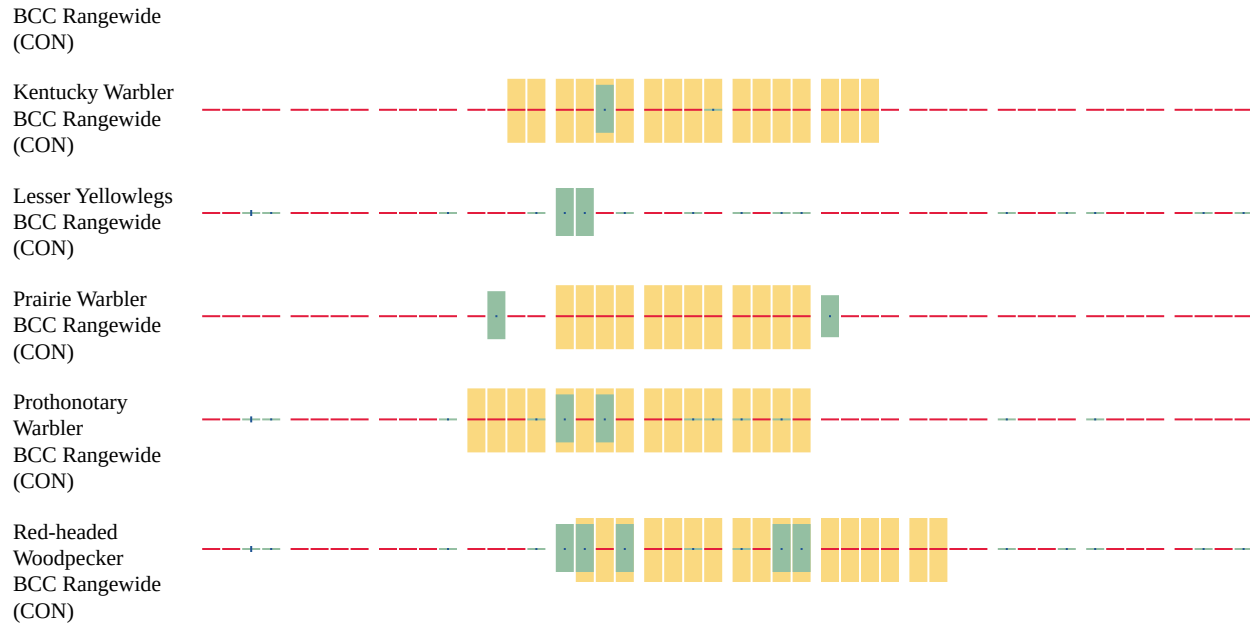 BCC Rangewide
(CON)
Kentucky Warbler
BCC Rangewide
(CON)
Lesser Yellowlegs
BCC Rangewide
(CON)
Prairie Warbler
BCC Rangewide
(CON)
Prothonotary
Warbler
BCC Rangewide
(CON)
Red-headed
Woodpecker
BCC Rangewide
(CON)